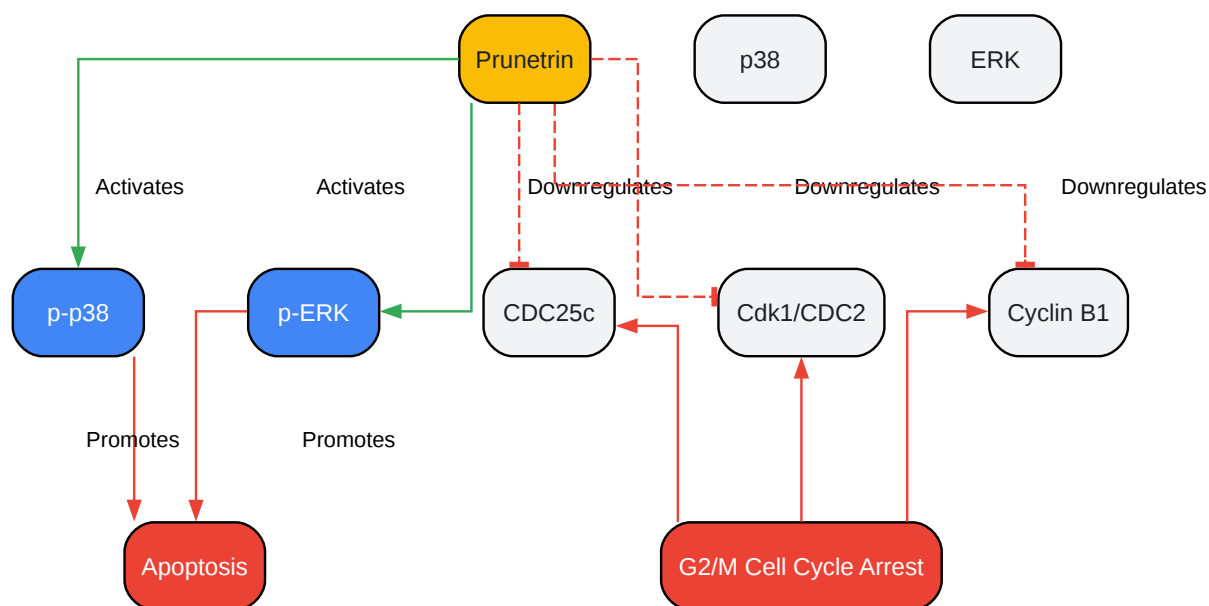 Prunetrin
p38
ERK
Activates
Activates
Downregulates
Downregulates
Downregulates
p-p38
p-ERK
CDC25c
Cdk1/CDC2
Cyclin B1
Promotes
Promotes
Apoptosis
G2/M Cell Cycle Arrest